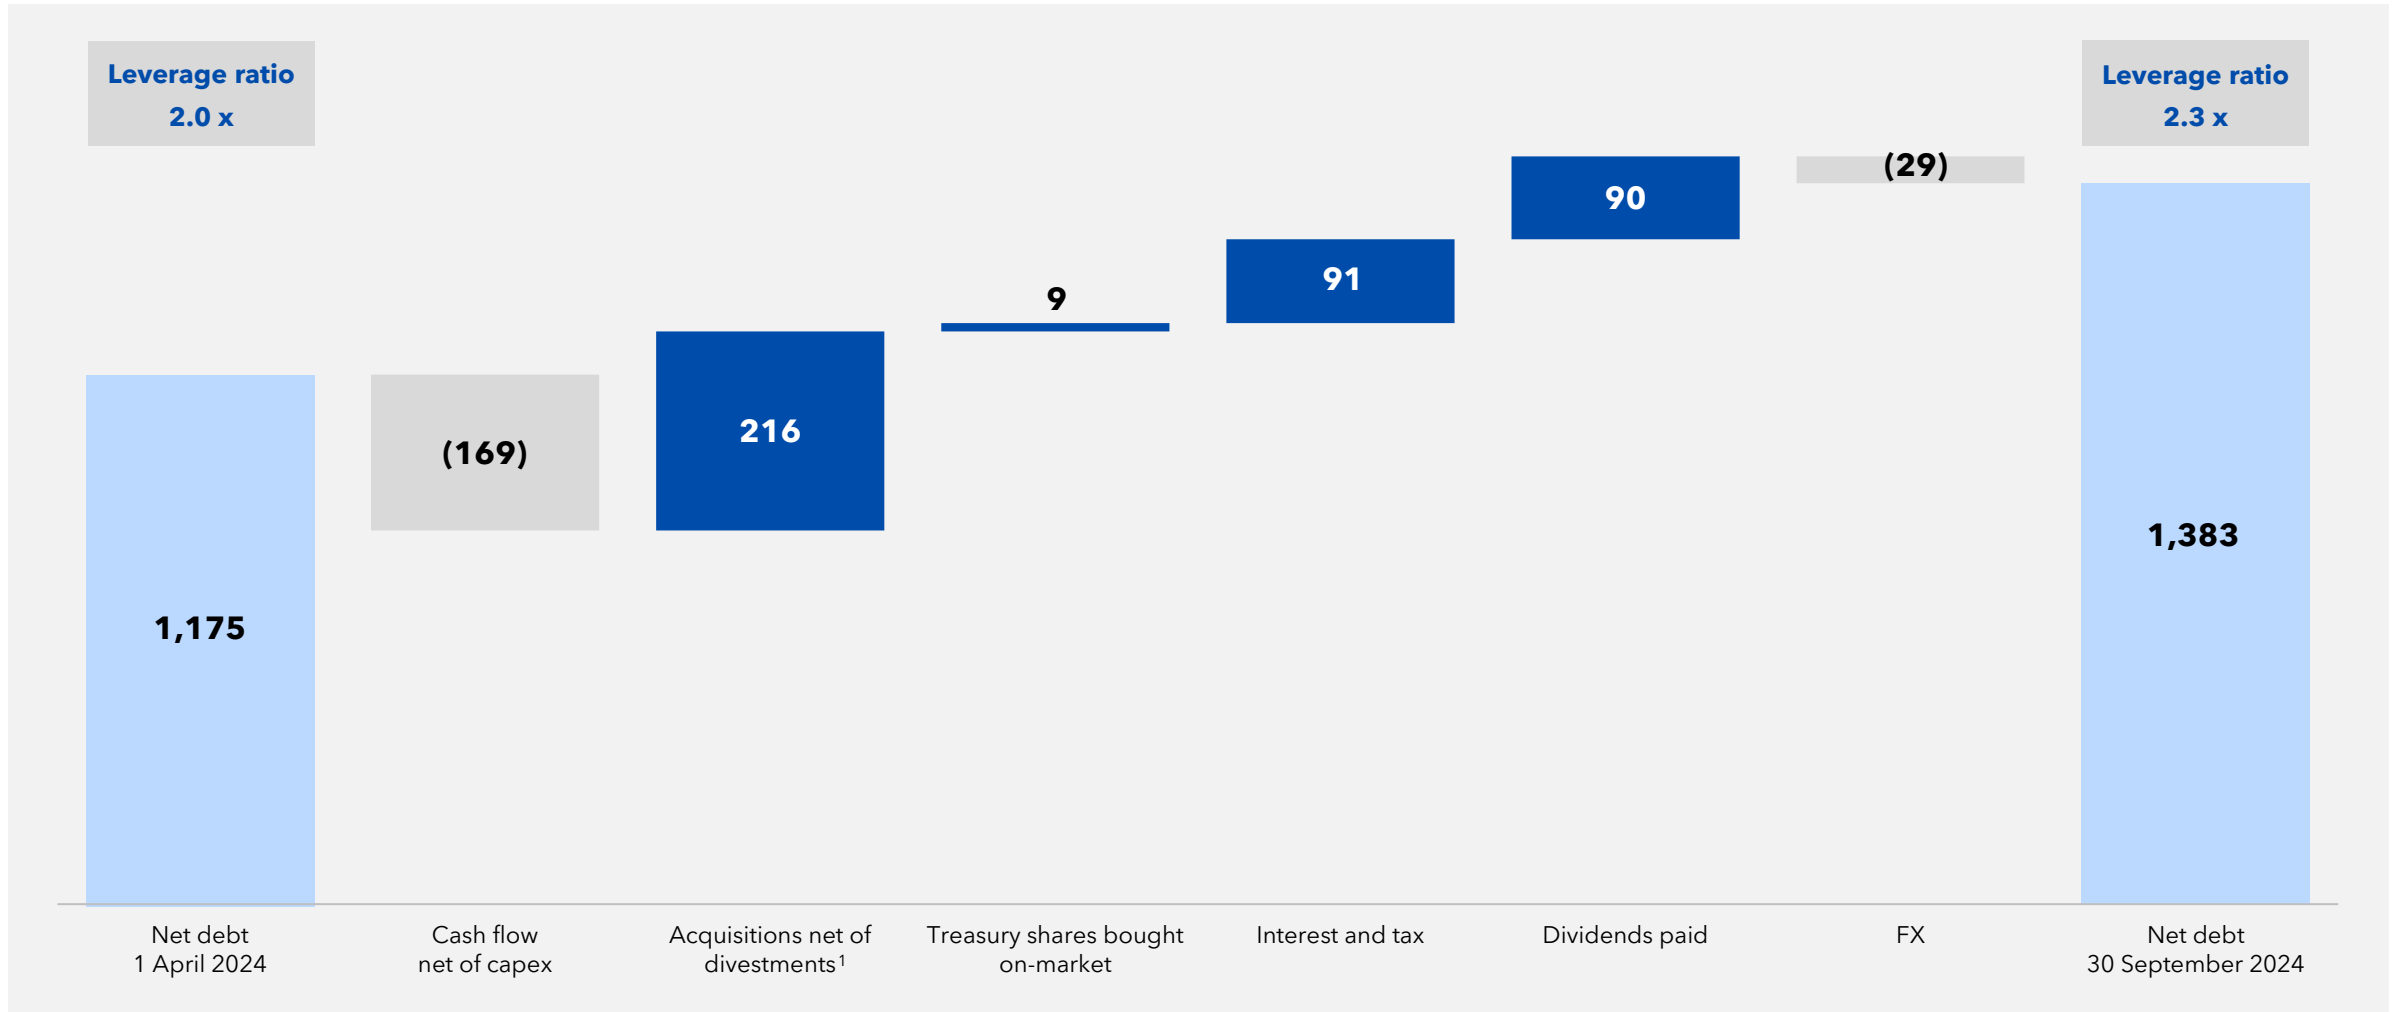 Leverage ratio
2.0 x
Leverage ratio
2.3 x
1,175
(169)
216
9
91
90
(29)
1,383
Net debt
1 April 2024
Cash flow
net of capex
Acquisitions net of
divestments¹
Treasury shares bought
on-market
Interest and tax
Dividends paid
FX
Net debt
30 September 2024